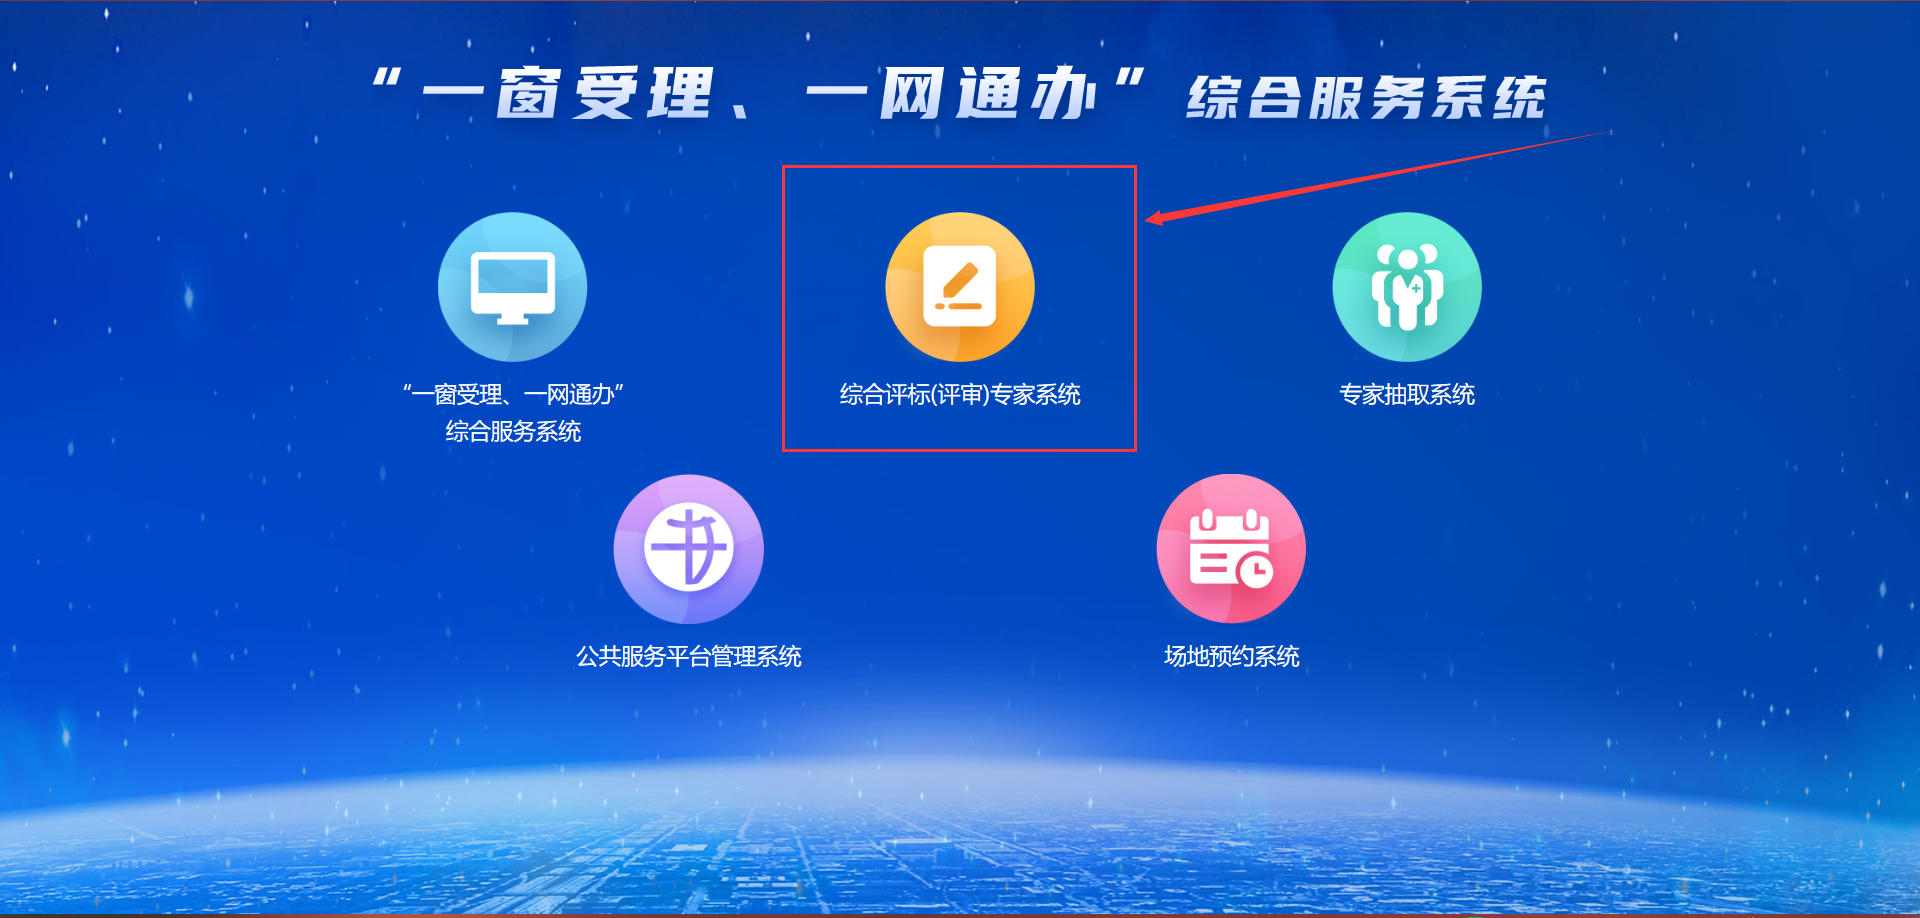 “一窗受理、一网通办”综合服务系统
“一窗受理、一网通办”
综合服务系统
综合评标(评审)专家系统
专家抽取系统
公共服务平台管理系统
场地预约系统